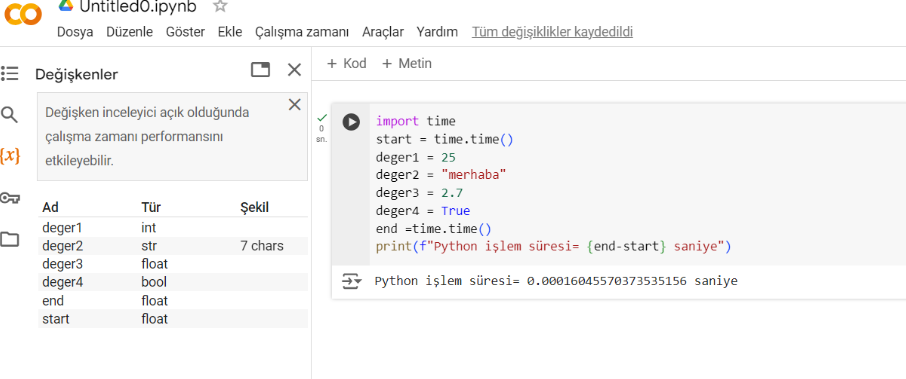 Untitled0.ipynb
Dosya Düzenle Göster Ekle Çalışma zamanı Araçlar Yardım Tüm değişiklikler kaydedildi
Değişkenler
Değişken inceleyici açık olduğunda
çalışma zamanı performansını
etkileyebilir.
Ad Tür Şekil
deger1 int
deger2 str 7 chars
deger3 float
deger4 bool
end float
start float
+ Kod + Metin
0
sn.
import time
start = time.time()
deger1 = 25
deger2 = "merhaba"
deger3 = 2.7
deger4 = True
end =time.time()
print(f"Python işlem süresi= {end-start} saniye")
Python işlem süresi= 0.00016045570373535156 saniye